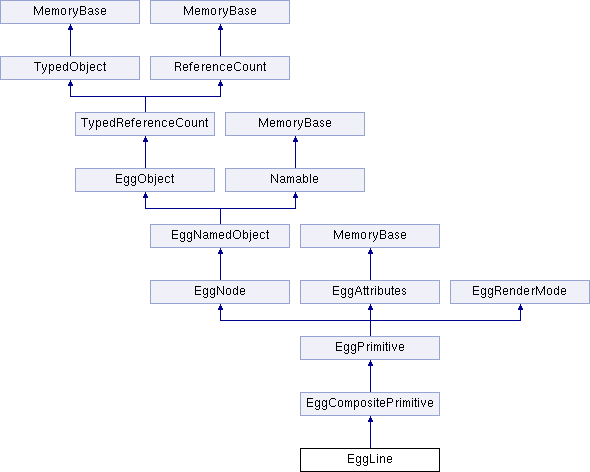 MemoryBase
MemoryBase
TypedObject
ReferenceCount
TypedReferenceCount
MemoryBase
EggObject
Namable
EggNamedObject
MemoryBase
EggNode
EggAttributes
EggRenderMode
EggPrimitive
EggCompositePrimitive
EggLine